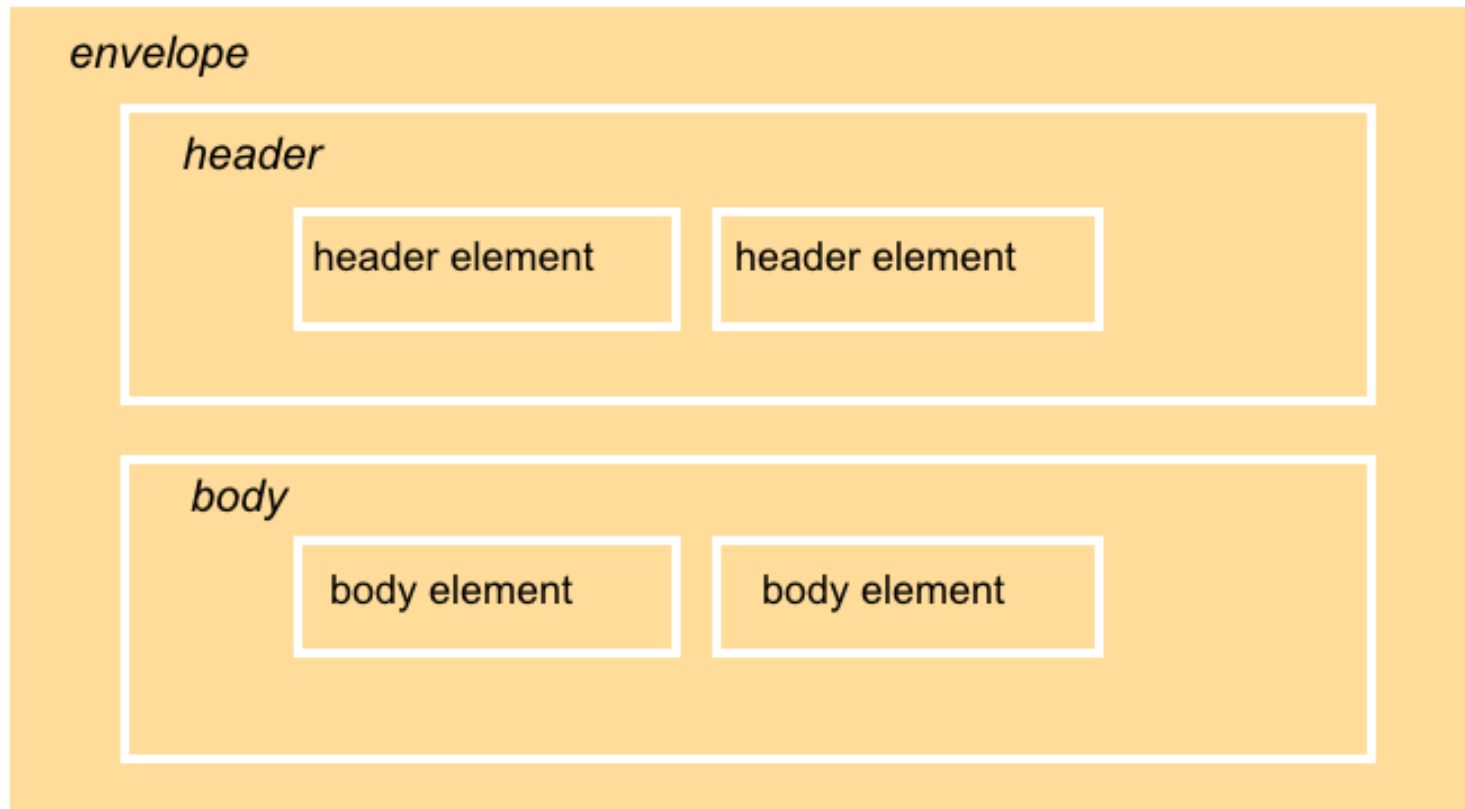 envelope
header
header element header element
body
body element body element